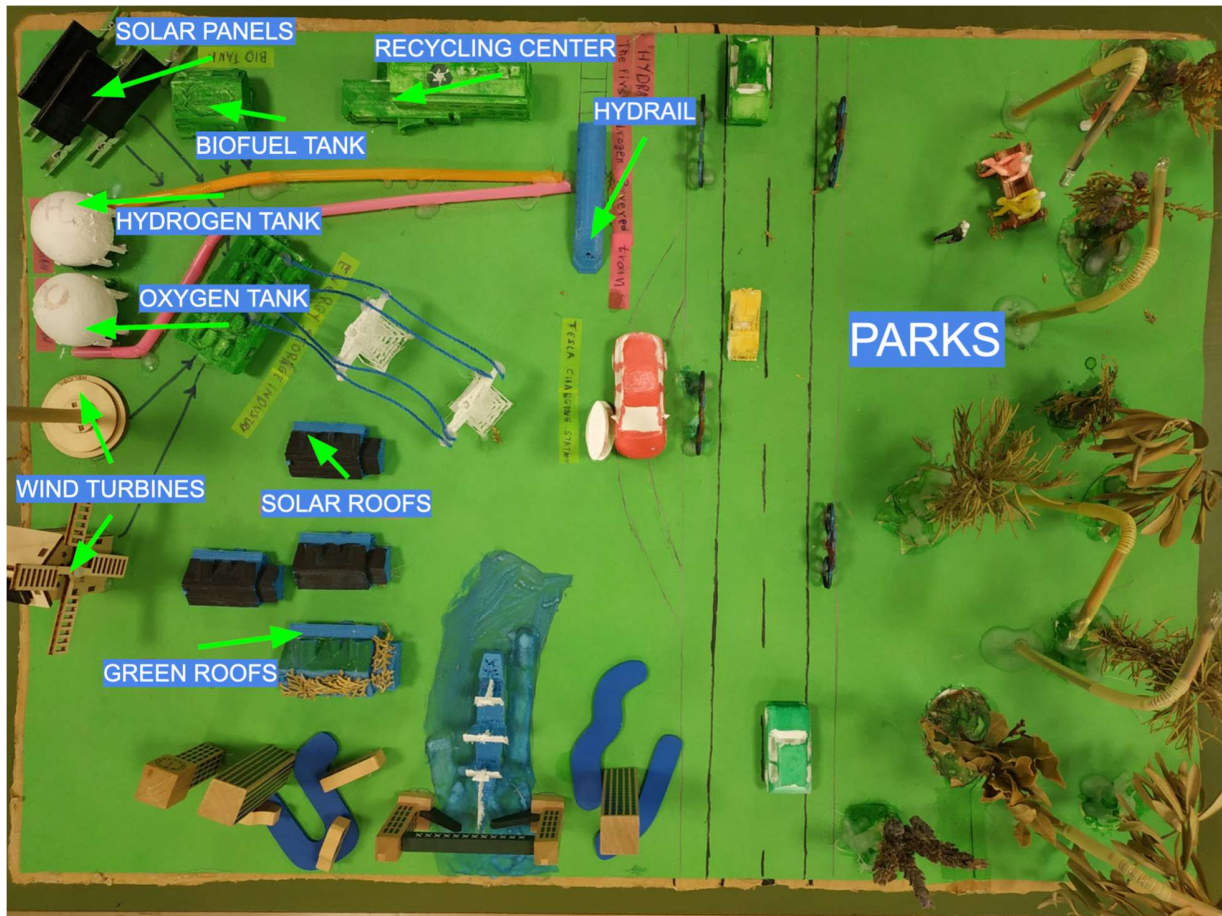 SOLAR PANELS
RECYCLING CENTER
BIO TANK
HYDRAIL
BIOFUEL TANK
HYDROGEN TANK
OXYGEN TANK
TESLA CHARGING STATION
PARKS
WIND TURBINES
SOLAR ROOFS
GREEN ROOFS
train
H
O